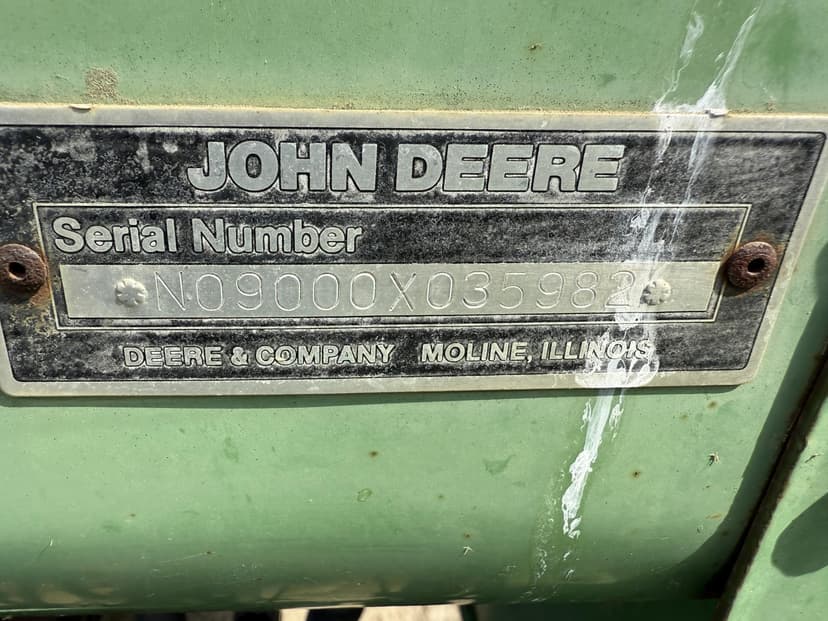 JOHN DEERE
Serial Number
N09000X035982
DEERE & COMPANY MOLINE, ILLINOIS